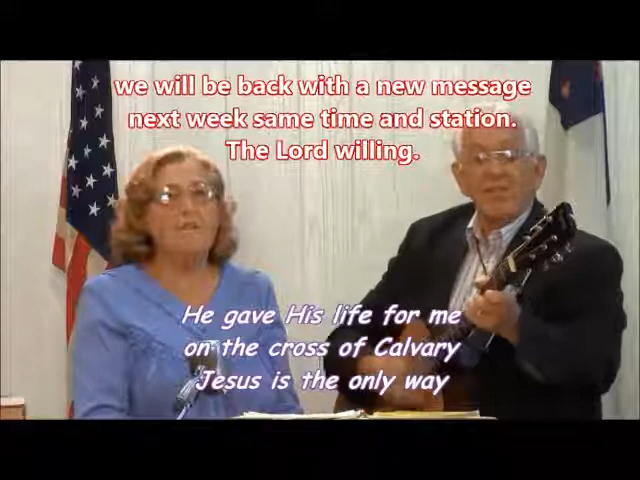 we will be back with a new message
next week same time and station.
The Lord willing.
He gave His life for me
on the cross of Calvary
Jesus is the only way